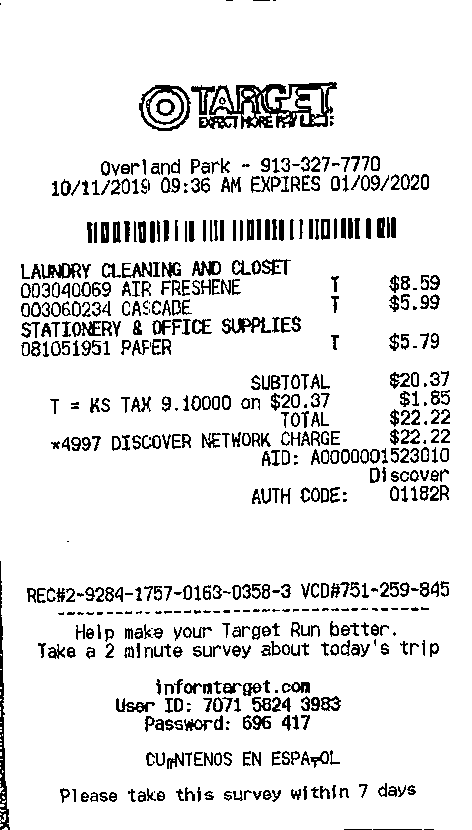 TARGET
EXPECT MORE PAY LESS.
Overland Park - 913-327-7770
10/11/2019 09:36 AM EXPIRES 01/09/2020
LAUNDRY CLEANING AND CLOSET
003040069 AIR FRESHENE T $8.59
003060234 CASCADE T $5.99
STATIONERY & OFFICE SUPPLIES
081051951 PAPER T $5.79
SUBTOTAL $20.37
T = KS TAX 9.10000 on $20.37 $1.85
TOTAL $22.22
*4997 DISCOVER NETWORK CHARGE $22.22
AID: A0000001523010
Discover
AUTH CODE: 01182R
REC#2-9284-1757-0163-0358-3 VCD#751-259-845
Help make your Target Run better.
Take a 2 minute survey about today's trip
informtarget.com
User ID: 7071 5824 3983
Password: 696 417
CUéNTENOS EN ESPAÑOL
Please take this survey within 7 days